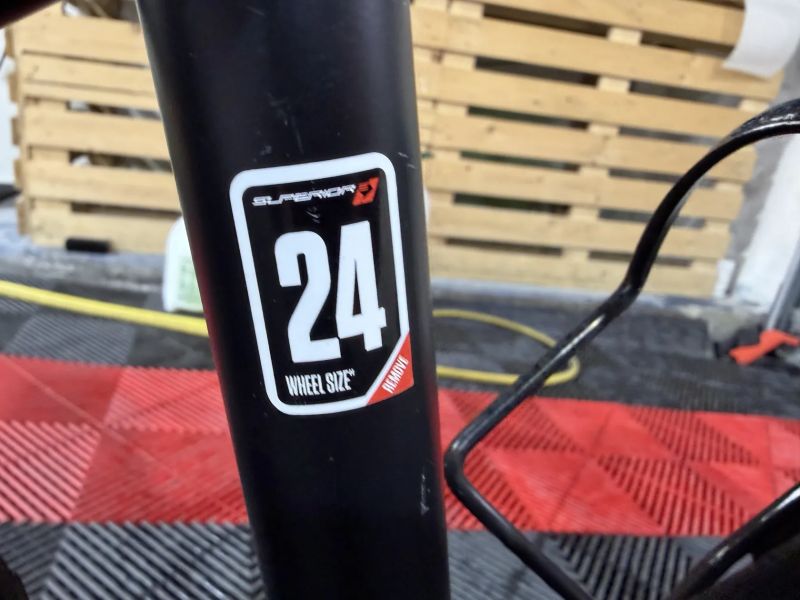 SUPERIOR
24
WHEEL SIZE"
REMOVE